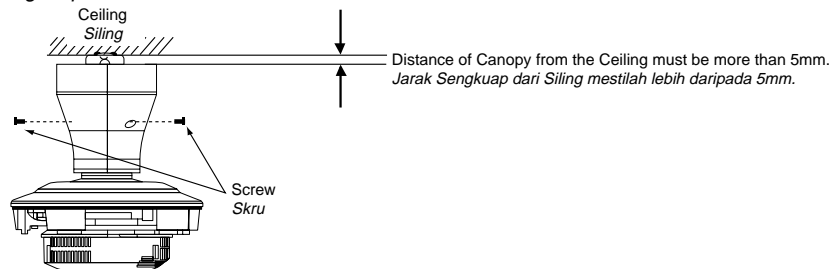 Ceiling
Siling
Distance of Canopy from the Ceiling must be more than 5mm.
Jarak Sengkuap dari Siling mestilah lebih daripada 5mm.
Screw
Skru